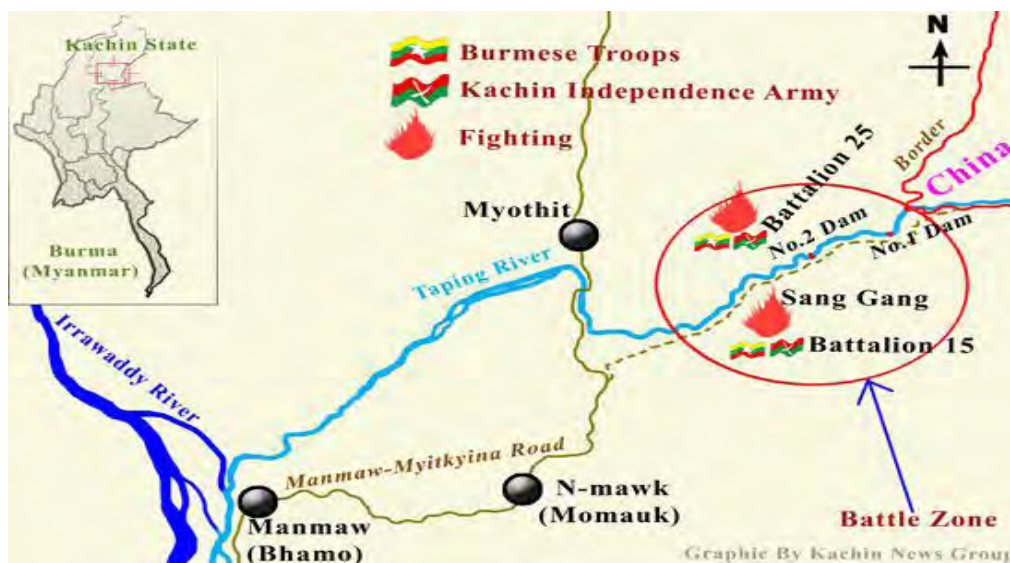 Kachin State
Burma
(Myanmar)
Burmese Troops
Kachin Independence Army
Fighting
N
Border
China
Battalion 25
No.2 Dam
No.1 Dam
Myothit
Taping River
Sang Gang
Battalion 15
Irrawaddy River
Manmaw-Myitkyina Road
N-mawk
(Momauk)
Manmaw
(Bhamo)
Battle Zone
Graphic By Kachin News Group